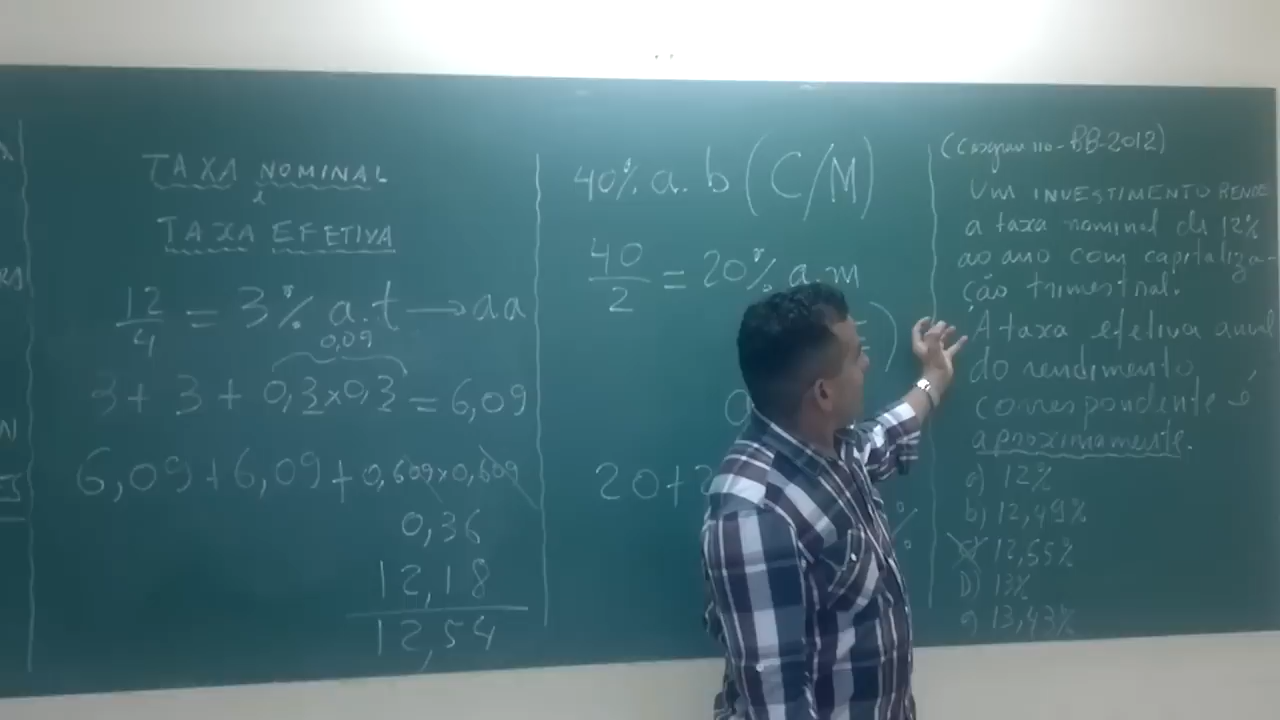 TAXA NOMINAL
e
TAXA EFETIVA
12/4 = 3% a.t → aa
0,09
3 + 3 + 0,3×0,3 = 6,09
6,09+6,09+0,609×0,609
0,36
12,18
12,54
40% a.b (C/M)
40/2 = 20% a.m
20+2
%
(Cesgranrio-BB-2012)
UM INVESTIMENTO RENDE
a taxa nominal de 12%
ao ano com capitaliza-
ção trimestral.
A taxa efetiva anual
do rendimento,
correspondente é
aproximamente.
a) 12%
b) 12,49%
c) 12,55%
D) 13%
e) 13,43%